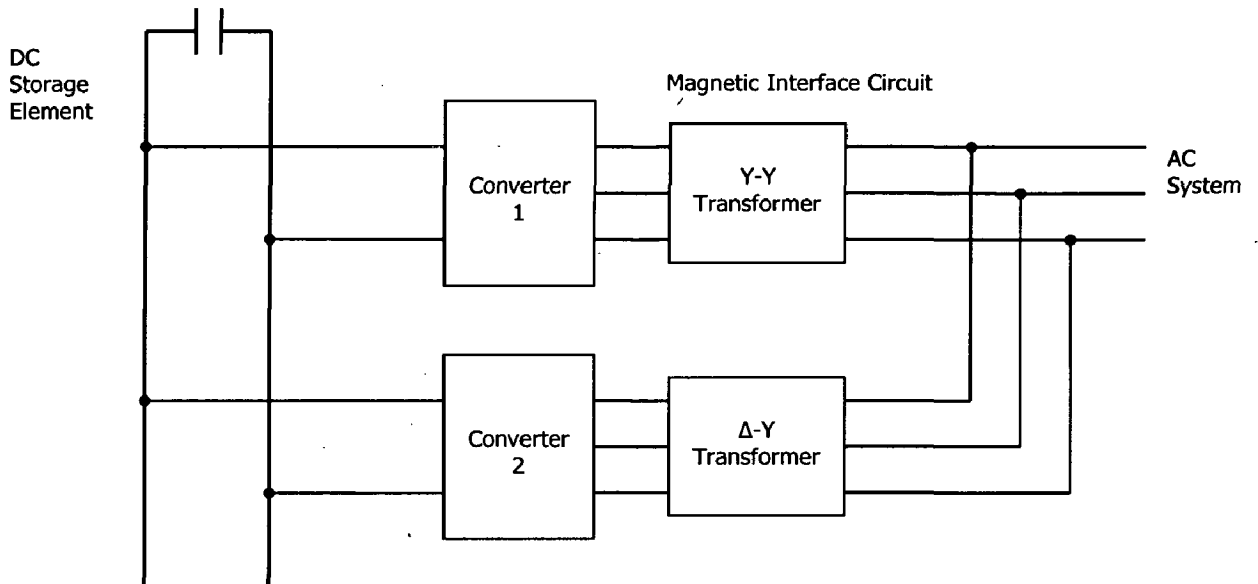 DC
Storage
Element
Magnetic Interface Circuit
Converter
1
Y-Y
Transformer
AC
System
Converter
2
Δ-Y
Transformer